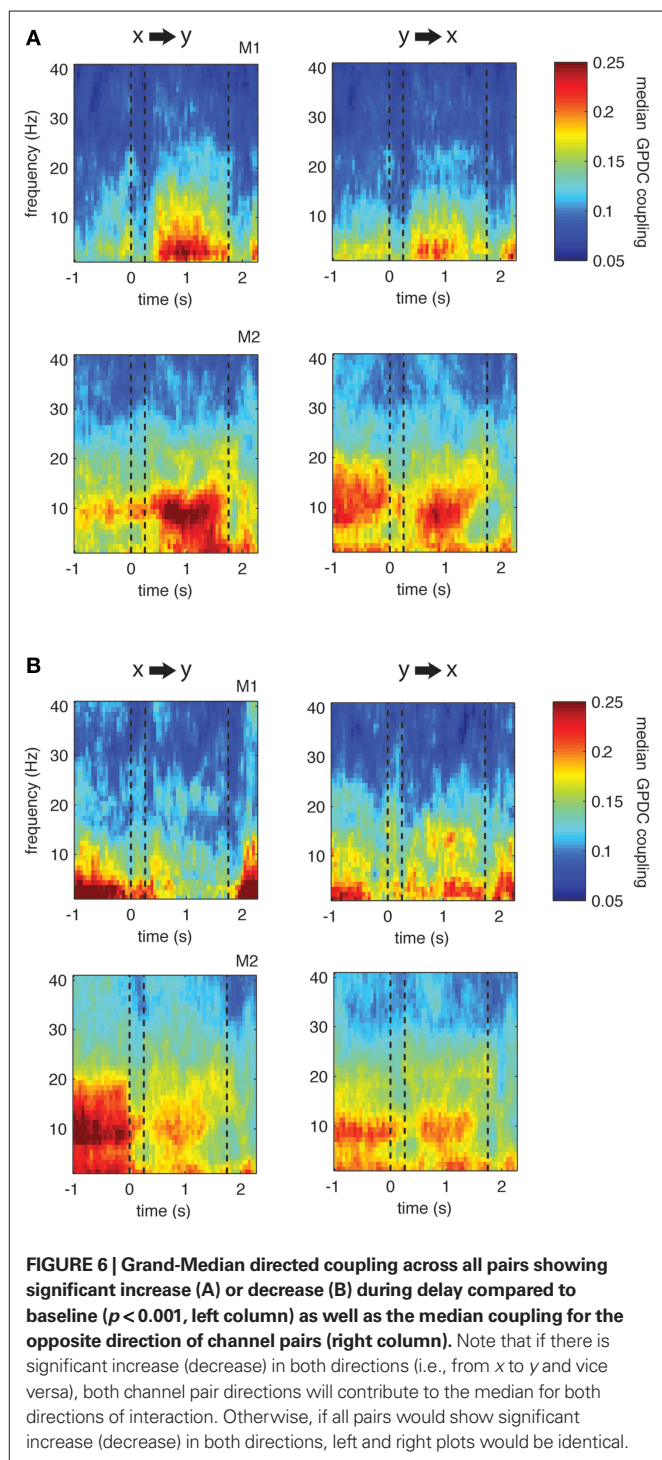 A
x ➡ y
y ➡ x
M1
frequency (Hz)
40
30
20
10
-1 0 1 2
time (s)
-1 0 1 2
time (s)
0.25
0.2
0.15
0.1
0.05
median GPDC coupling
M2
40
30
20
10
-1 0 1 2
time (s)
40
30
20
10
-1 0 1 2
time (s)
B
x ➡ y
y ➡ x
M1
frequency (Hz)
40
30
20
10
-1 0 1 2
time (s)
40
30
20
10
-1 0 1 2
time (s)
0.25
0.2
0.15
0.1
0.05
median GPDC coupling
M2
40
30
20
10
-1 0 1 2
time (s)
40
30
20
10
-1 0 1 2
time (s)
FIGURE 6 | Grand-Median directed coupling across all pairs showing
significant increase (A) or decrease (B) during delay compared to
baseline (p < 0.001, left column) as well as the median coupling for the
opposite direction of channel pairs (right column). Note that if there is
significant increase (decrease) in both directions (i.e., from x to y and vice
versa), both channel pair directions will contribute to the median for both
directions of interaction. Otherwise, if all pairs would show significant
increase (decrease) in both directions, left and right plots would be identical.